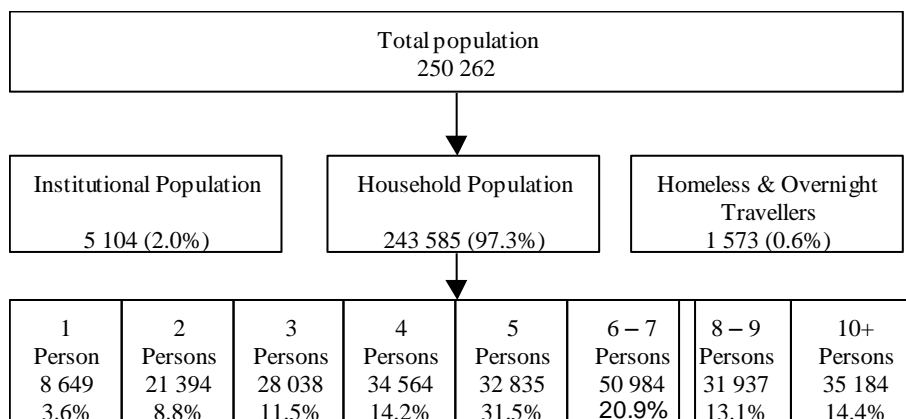 Total population
250 262
Institutional Population
5 104 (2.0%)
Household Population
243 585 (97.3%)
Homeless & Overnight
Travellers
1 573 (0.6%)
1
Person
8 649
3.6%
2
Persons
21 394
8.8%
3
Persons
28 038
11.5%
4
Persons
34 564
14.2%
5
Persons
32 835
31.5%
6 – 7
Persons
50 984
20.9%
8 – 9
Persons
31 937
13.1%
10+
Persons
35 184
14.4%